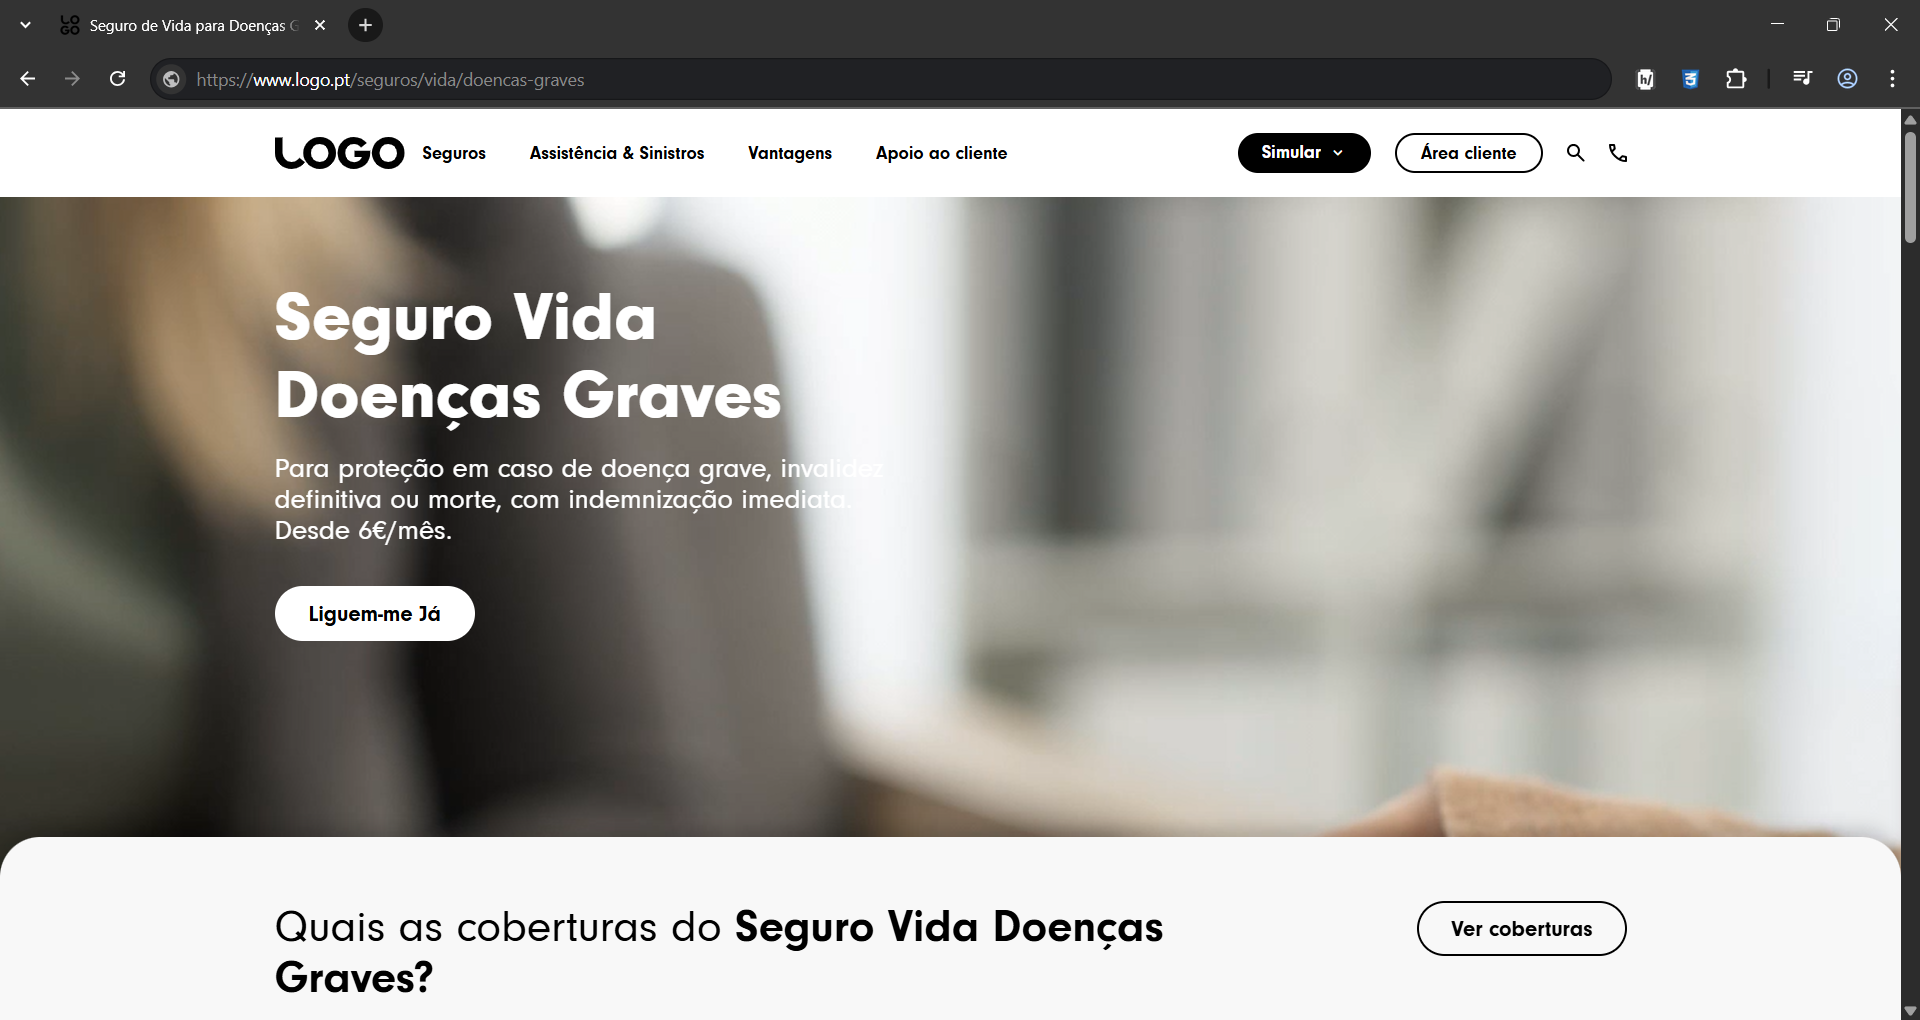 Seguro de Vida para Doenças G
https://www.logo.pt/seguros/vida/doencas-graves
LOGO
Seguros
Assistência & Sinistros
Vantagens
Apoio ao cliente
Simular
Área cliente
Seguro Vida
Doenças Graves
Para proteção em caso de doença grave, invalidez
definitiva ou morte, com indemnização imediata.
Desde 6€/mês.
Liguem-me Já
Quais as coberturas do Seguro Vida Doenças
Graves?
Ver coberturas